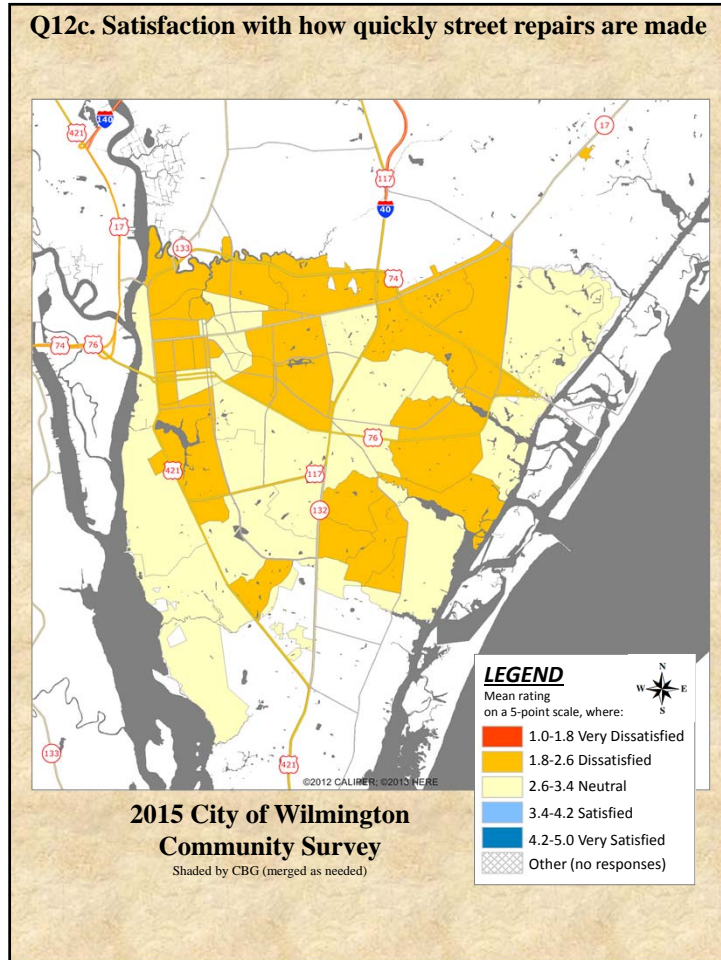 Q12c. Satisfaction with how quickly street repairs are made
140
421
17
117
40
17
133
74
74
76
76
421
117
132
133
421
©2012 CALIPER; ©2013 HERE
LEGEND
Mean rating
on a 5-point scale, where:
N
W E
S
1.0-1.8 Very Dissatisfied
1.8-2.6 Dissatisfied
2.6-3.4 Neutral
3.4-4.2 Satisfied
4.2-5.0 Very Satisfied
Other (no responses)
2015 City of Wilmington
Community Survey
Shaded by CBG (merged as needed)